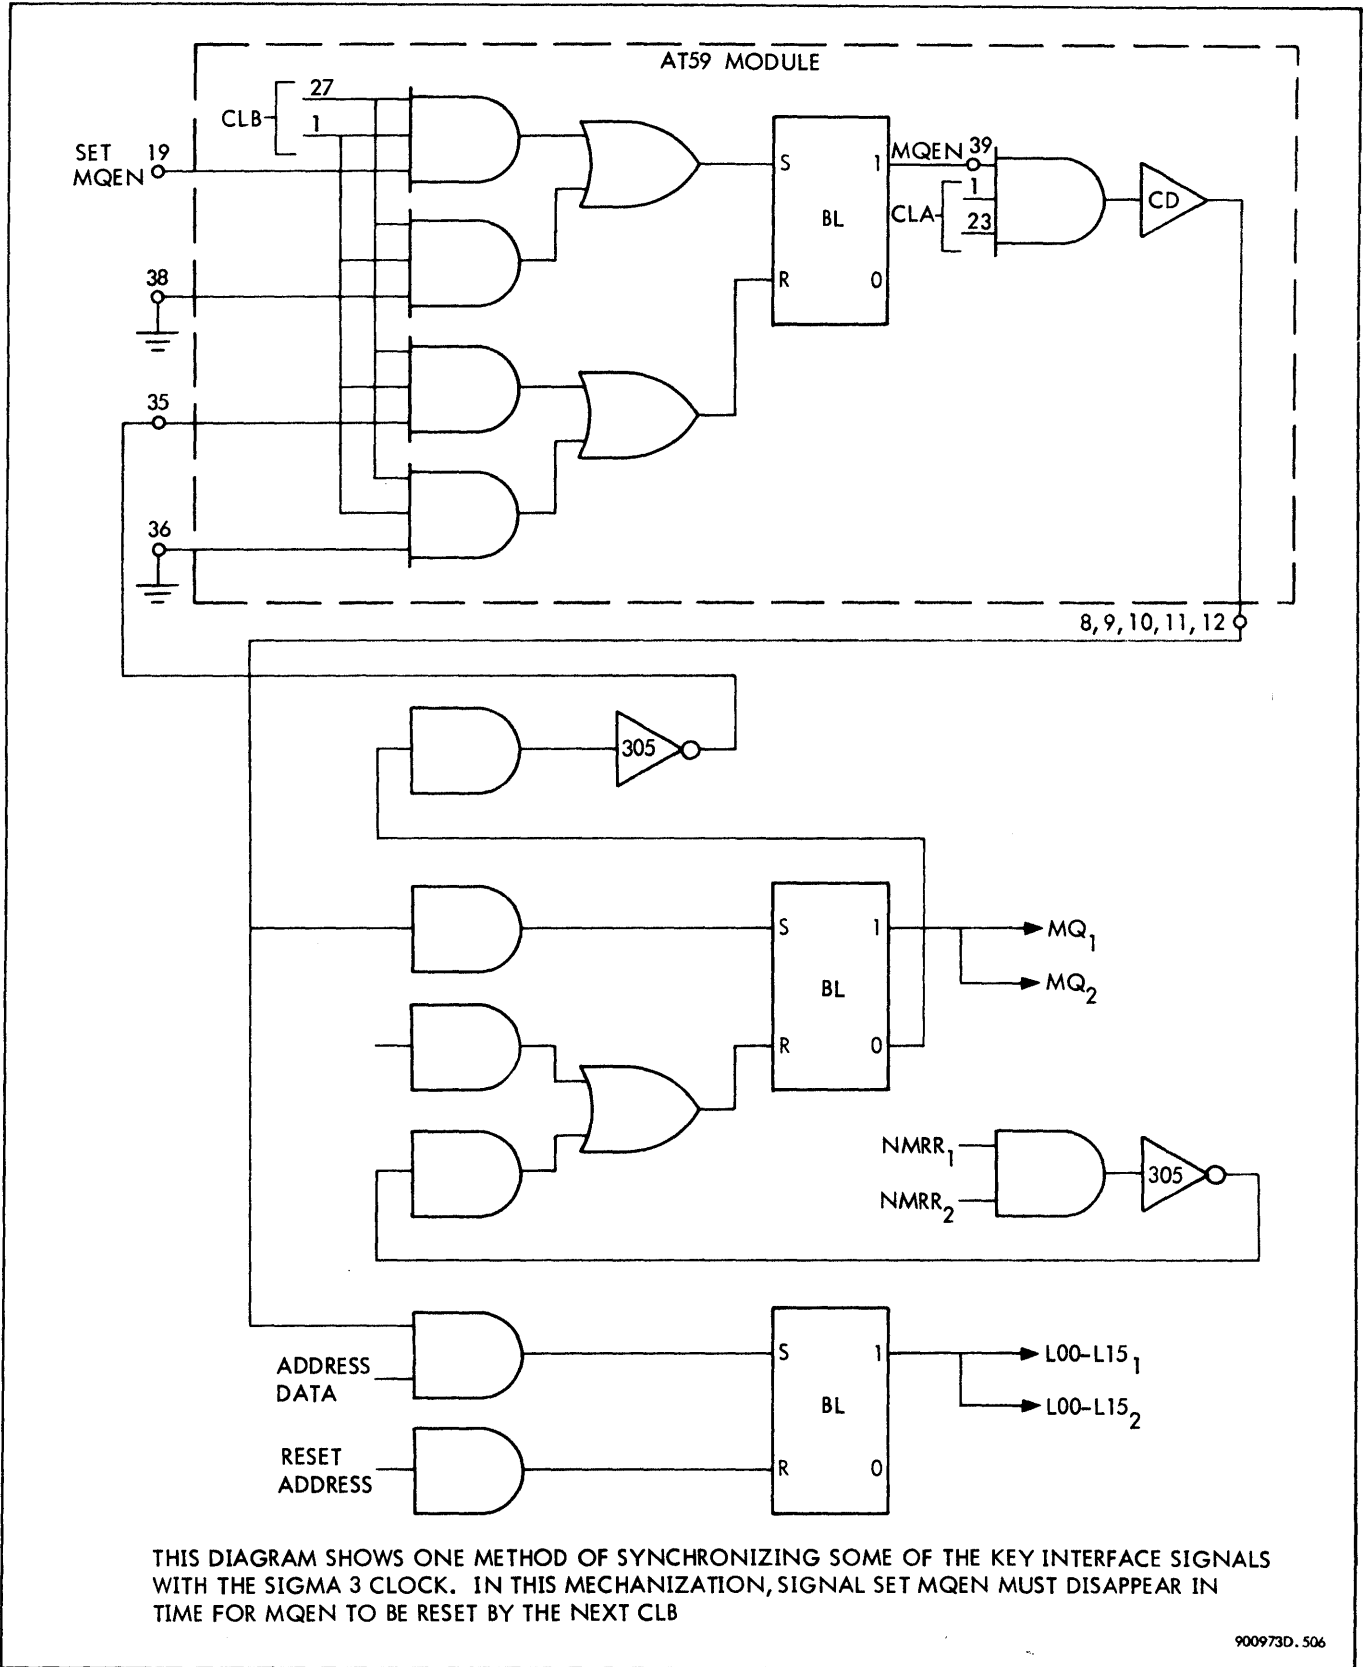 AT59 MODULE
CLB
27
1
SET
MQEN
19
38
35
36
S
1
BL
R
0
MQEN
39
CLA
1
23
CD
8, 9, 10, 11, 12
305
S
1
BL
R
0
MQ1
MQ2
NMRR1
NMRR2
305
ADDRESS
DATA
RESET
ADDRESS
S
1
BL
R
0
L00-L151
L00-L152
THIS DIAGRAM SHOWS ONE METHOD OF SYNCHRONIZING SOME OF THE KEY INTERFACE SIGNALS
WITH THE SIGMA 3 CLOCK. IN THIS MECHANIZATION, SIGNAL SET MQEN MUST DISAPPEAR IN
TIME FOR MQEN TO BE RESET BY THE NEXT CLB
900973D. 506